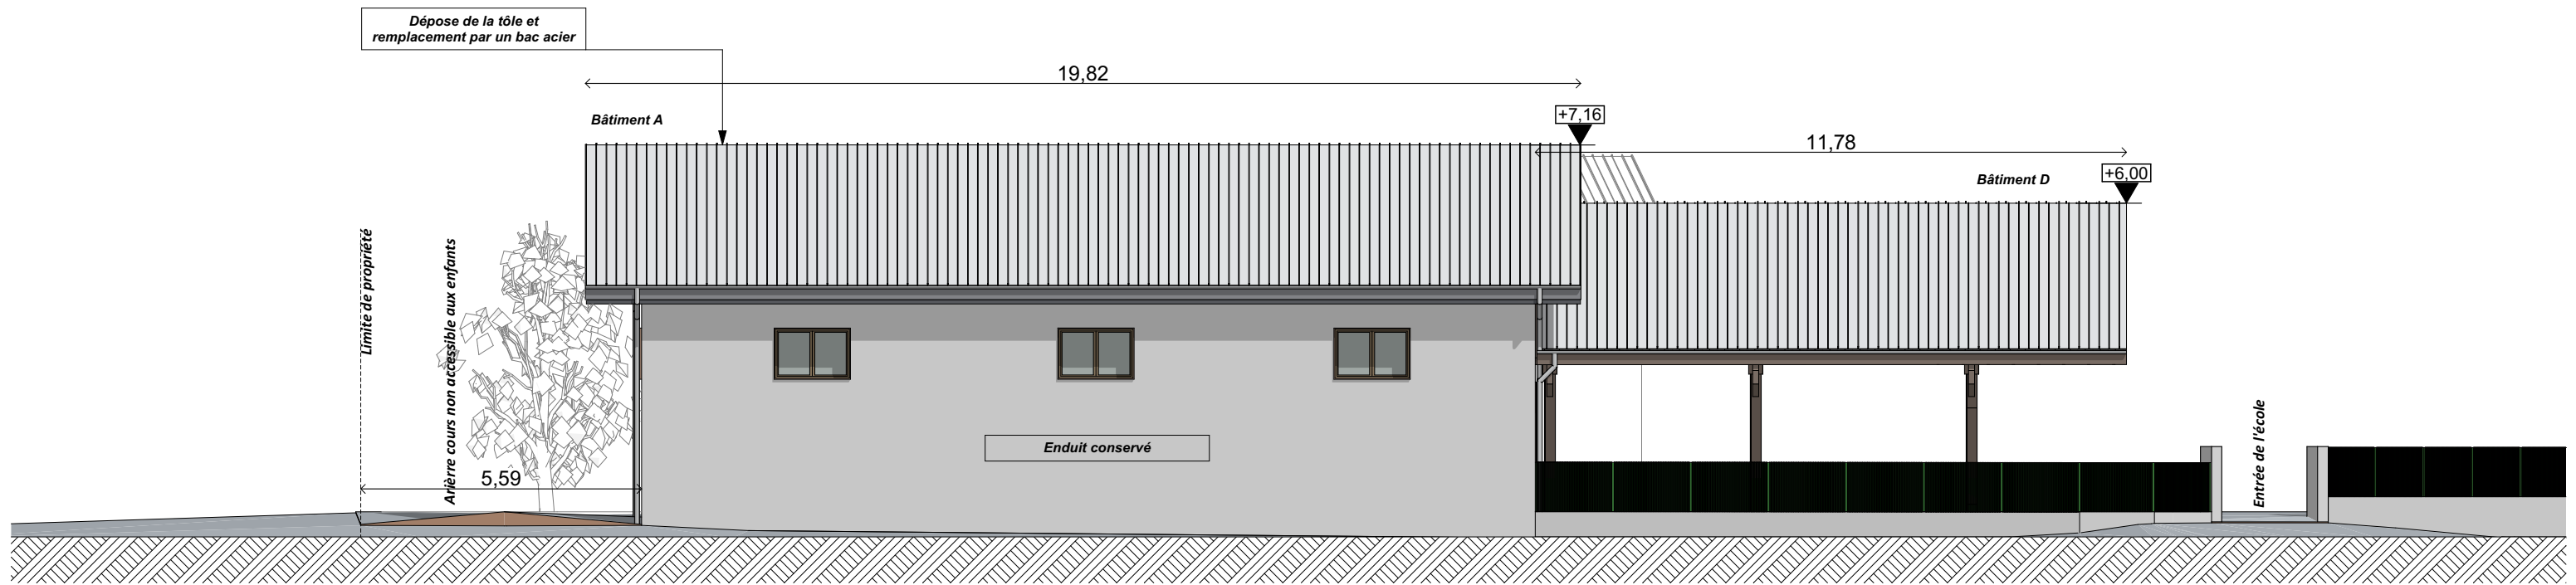 Dépose de la tôle et
remplacement par un bac acier
19,82
Bâtiment A
+7,16
11,78
Bâtiment D
+6,00
Limite de propriété
Arièrre cours non accessible aux enfants
Enduit conservé
5,59
Entrée de l'école